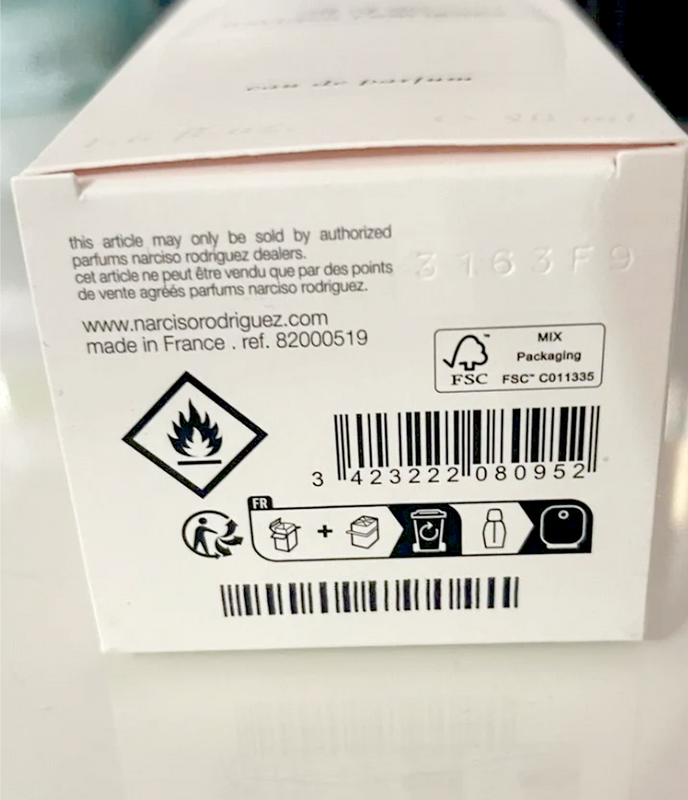 eau de parfum
this article may only be sold by authorized
parfums narciso rodriguez dealers.
cet article ne peut être vendu que par des points
de vente agréés parfums narciso rodriguez.
3163F9
www.narcisorodriguez.com
made in France . ref. 82000519
FSC™
MIX
Packaging
FSC™ C011335
3 423222 080952
FR